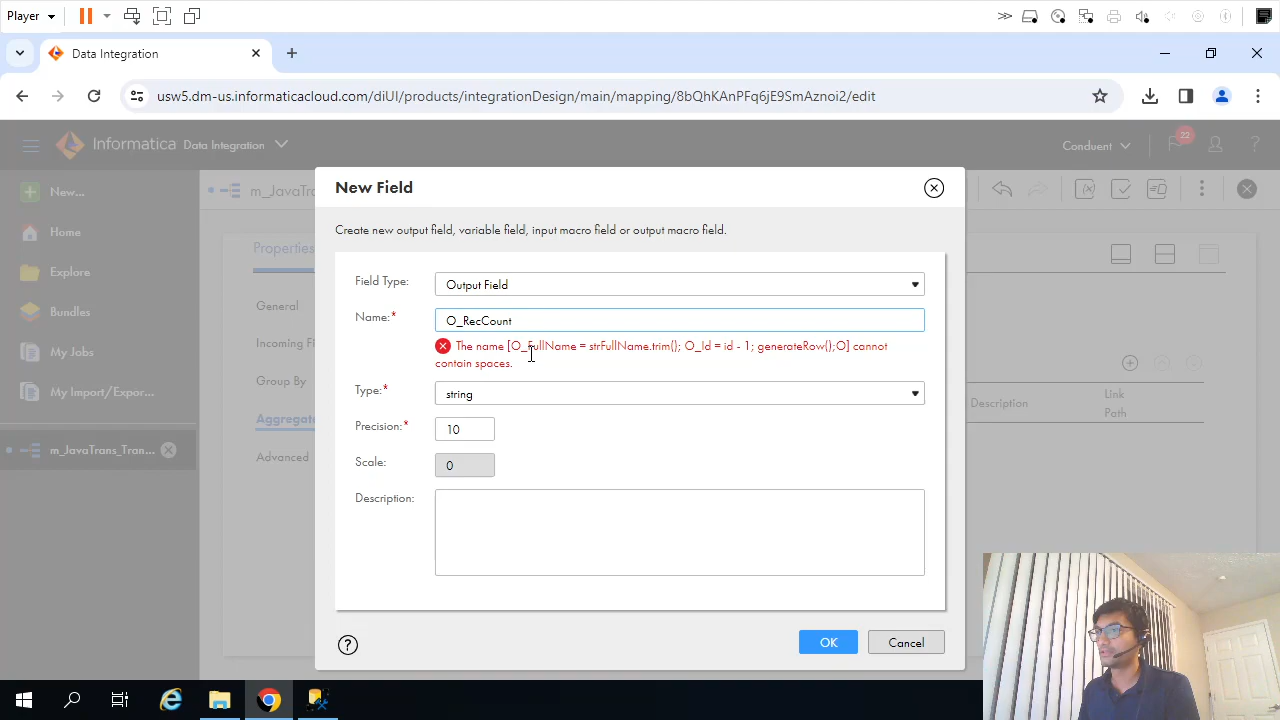 Player
Data Integration
usw5.dm-us.informaticacloud.com/diUI/products/integrationDesign/main/mapping/8bQhKAnPFq6jE9SmAznoi2/edit
Informatica Data Integration
Conduent
22
New...
Home
Explore
Bundles
My Jobs
My Import/Expor...
m_JavaTrans_Tran...
m_JavaTra
Properties
General
Incoming Fi
Group By
Aggregate
Advanced
Description
Link
Path
New Field
Create new output field, variable field, input macro field or output macro field.
Field Type:
Output Field
Name:*
O_RecCount
The name [O_FullName = strFullName.trim(); O_Id = id - 1; generateRow();O] cannot
contain spaces.
Type:*
string
Precision:*
10
Scale:
0
Description:
OK
Cancel